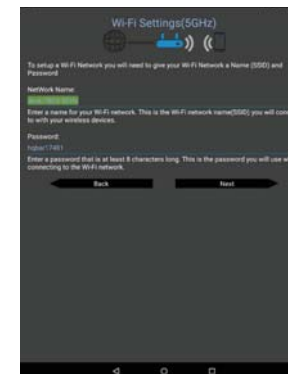 Wi-Fi Settings(5GHz)
To setup a Wi-Fi Network you will need to give your Wi-Fi Network a Name (SSID) and
Password
NetWork Name:
Enter a name for your Wi-Fi network. This is the Wi-Fi network name(SSID) you will con
to with your wireless devices.
Password:
Enter a password that is at least 8 characters long. This is the password you will use w
connecting to the Wi-Fi network.
Back
Next